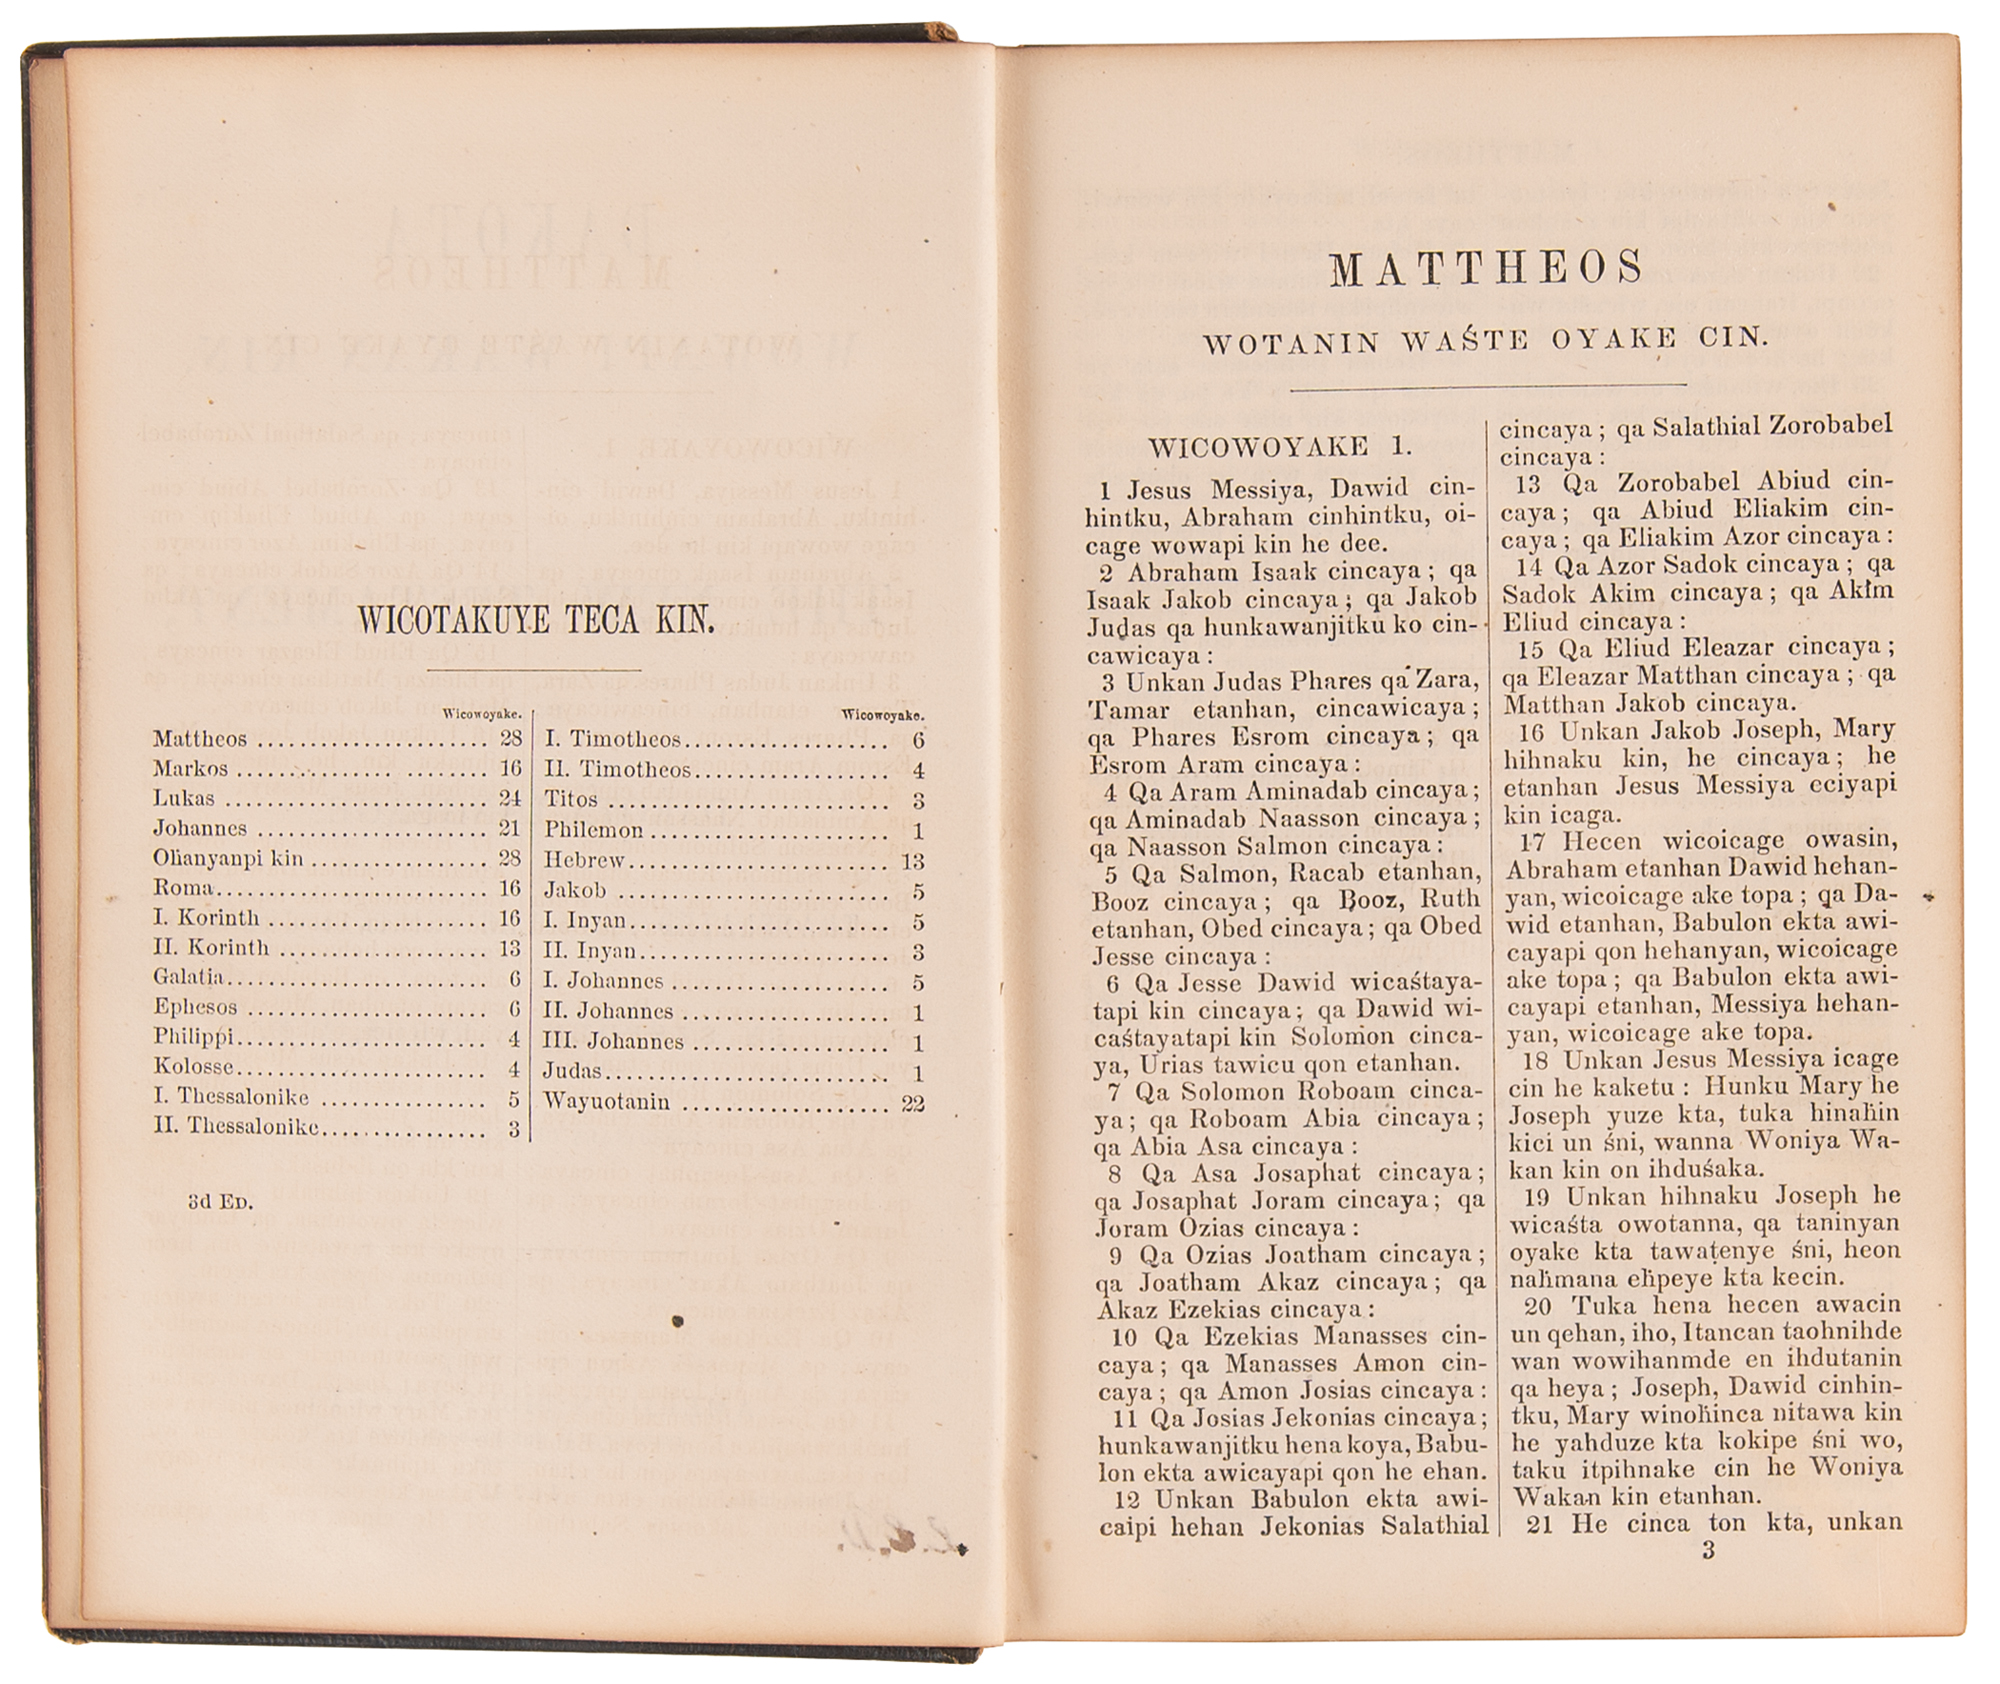 WICOTAKUYE TECA KIN.
Wicowoyake.
Mattheos ........................ 28
Markos ........................ 16
Lukas ........................ 24
Johannes ........................ 21
Oḣanyanpi kin ................ 28
Roma........................ 16
I. Korinth ..................... 16
II. Korinth ................... 13
Galatia........................ 6
Ephesos ....................... 6
Philippi........................ 4
Kolosse........................ 4
I. Thessalonike ............... 5
II. Thessalonike............... 3
Wicowoyake.
I. Timotheos................... 6
II. Timotheos.................. 4
Titos .......................... 3
Philemon ...................... 1
Hebrew........................ 13
Jakob ......................... 5
I. Inyan........................ 5
II. Inyan....................... 3
I. Johannes .................... 5
II. Johannes ................... 1
III. Johannes .................. 1
Judas.......................... 1
Wayuotanin ................... 22
3d ED.
MATTHEOS
WOTANIN WAŚTE OYAKE CIN.
WICOWOYAKE 1.
1 Jesus Messiya, Dawid cin-
hintku, Abraham cinhintku, oi-
cage wowapi kin he dee.
2 Abraham Isaak cincaya; qa
Isaak Jakob cincaya; qa Jakob
Judas qa hunkawanjitku ko cin-
cawicaya:
3 Unkan Judas Phares qa Zara,
Tamar etanhan, cincawicaya;
qa Phares Esrom cincaya; qa
Esrom Aram cincaya:
4 Qa Aram Aminadab cincaya;
qa Aminadab Naasson cincaya;
qa Naasson Salmon cincaya:
5 Qa Salmon, Racab etanhan,
Booz cincaya; qa Booz, Ruth
etanhan, Obed cincaya; qa Obed
Jesse cincaya:
6 Qa Jesse Dawid wicaśtaya-
tapi kin cincaya; qa Dawid wi-
caśtayatapi kin Solomon cinca-
ya, Urias tawicu qon etanhan.
7 Qa Solomon Roboam cinca-
ya; qa Roboam Abia cincaya;
qa Abia Asa cincaya:
8 Qa Asa Josaphat cincaya;
qa Josaphat Joram cincaya; qa
Joram Ozias cincaya:
9 Qa Ozias Joatham cincaya;
qa Joatham Akaz cincaya; qa
Akaz Ezekias cincaya:
10 Qa Ezekias Manasses cin-
caya; qa Manasses Amon cin-
caya; qa Amon Josias cincaya:
11 Qa Josias Jekonias cincaya;
hunkawanjitku hena koya, Babu-
lon ekta awicayapi qon he ehan.
12 Unkan Babulon ekta awi-
caipi hehan Jekonias Salathial
cincaya; qa Salathial Zorobabel
cincaya:
13 Qa Zorobabel Abiud cin-
caya; qa Abiud Eliakim cin-
caya; qa Eliakim Azor cincaya:
14 Qa Azor Sadok cincaya; qa
Sadok Akim cincaya; qa Akim
Eliud cincaya:
15 Qa Eliud Eleazar cincaya;
qa Eleazar Matthan cincaya; qa
Matthan Jakob cincaya.
16 Unkan Jakob Joseph, Mary
hihnaku kin, he cincaya; he
etanhan Jesus Messiya eciyapi
kin icaga.
17 Hecen wicoicage owasin,
Abraham etanhan Dawid hehan-
yan, wicoicage ake topa; qa Da-
wid etanhan, Babulon ekta awi-
cayapi qon hehanyan, wicoicage
ake topa; qa Babulon ekta awi-
cayapi etanhan, Messiya hehan-
yan, wicoicage ake topa.
18 Unkan Jesus Messiya icage
cin he kaketu: Hunku Mary he
Joseph yuze kta, tuka hinaḣin
kici un śni, wanna Woniya Wa-
kan kin on ihduśaka.
19 Unkan hihnaku Joseph he
wicaśta owotanna, qa taninyan
oyake kta tawaṭenye śni, heon
naḣmana eḣpeye kta kecin.
20 Tuka hena hecen awacin
un qehan, iho, Itancan taohnihde
wan wowihanmde en ihdutanin
qa heya; Joseph, Dawid cinhin-
tku, Mary winoḣinca nitawa kin
he yahduze kta kokipe śni wo,
taku itpihnake cin he Woniya
Wakan kin etanhan.
21 He cinca ton kta, unkan
3